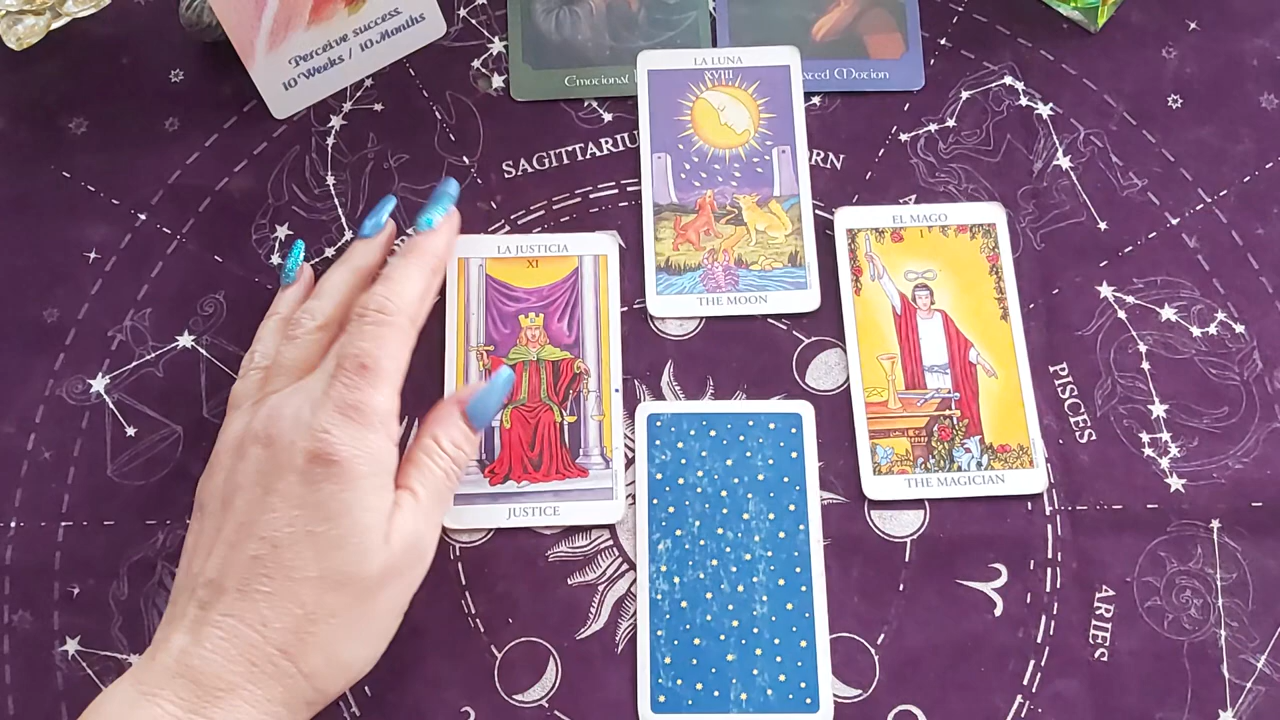 Perceive success
10 Weeks / 10 Months
Emotional
ated Motion
LA LUNA
XVIII
THE MOON
SAGITTARIU
RN
EL MAGO
I
THE MAGICIAN
LA JUSTICIA
XI
JUSTICE
PISCES
ARIES